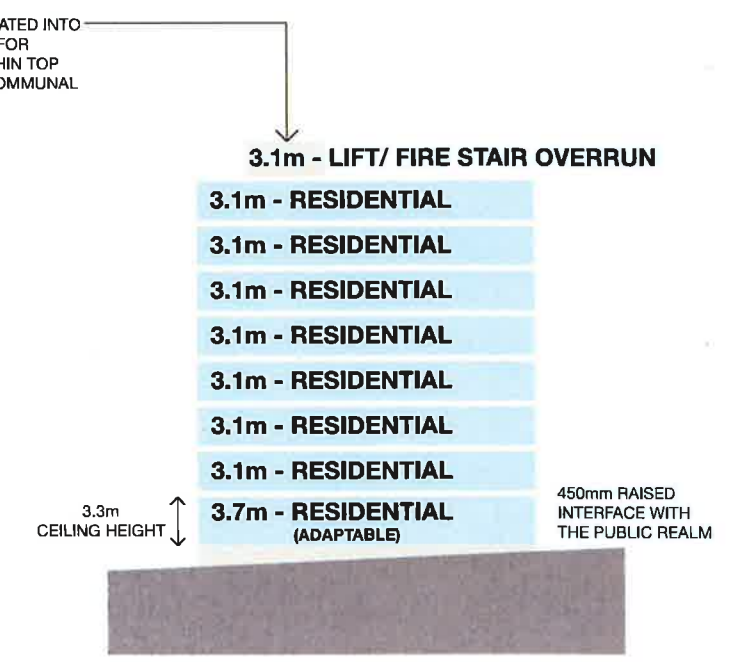 ATED INTO
FOR
HIN TOP
OMMUNAL
3.1m - LIFT/ FIRE STAIR OVERRUN
3.1m - RESIDENTIAL
3.1m - RESIDENTIAL
3.1m - RESIDENTIAL
3.1m - RESIDENTIAL
3.1m - RESIDENTIAL
3.1m - RESIDENTIAL
3.1m - RESIDENTIAL
3.3m
CEILING HEIGHT
3.7m - RESIDENTIAL
(ADAPTABLE)
450mm RAISED
INTERFACE WITH
THE PUBLIC REALM